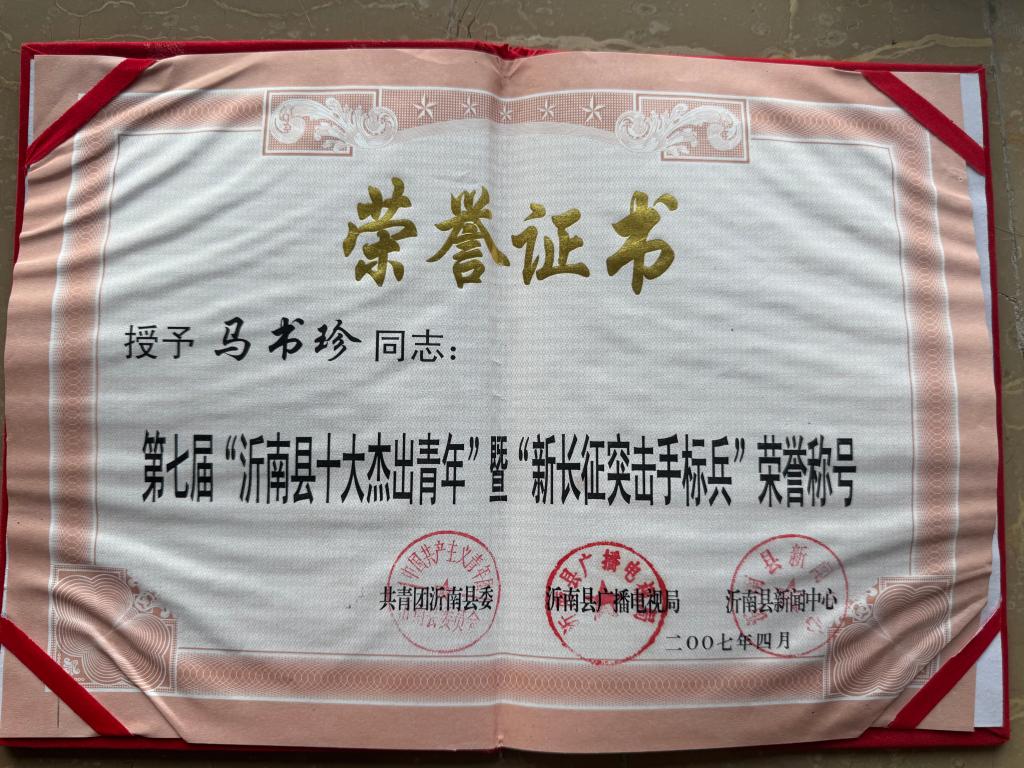 荣誉证书
授予 马书珍 同志：
第七届“沂南县十大杰出青年”暨“新长征突击手标兵”荣誉称号
共青团沂南县委 沂南县广播电视局 沂南县新闻中心
二〇〇七年四月